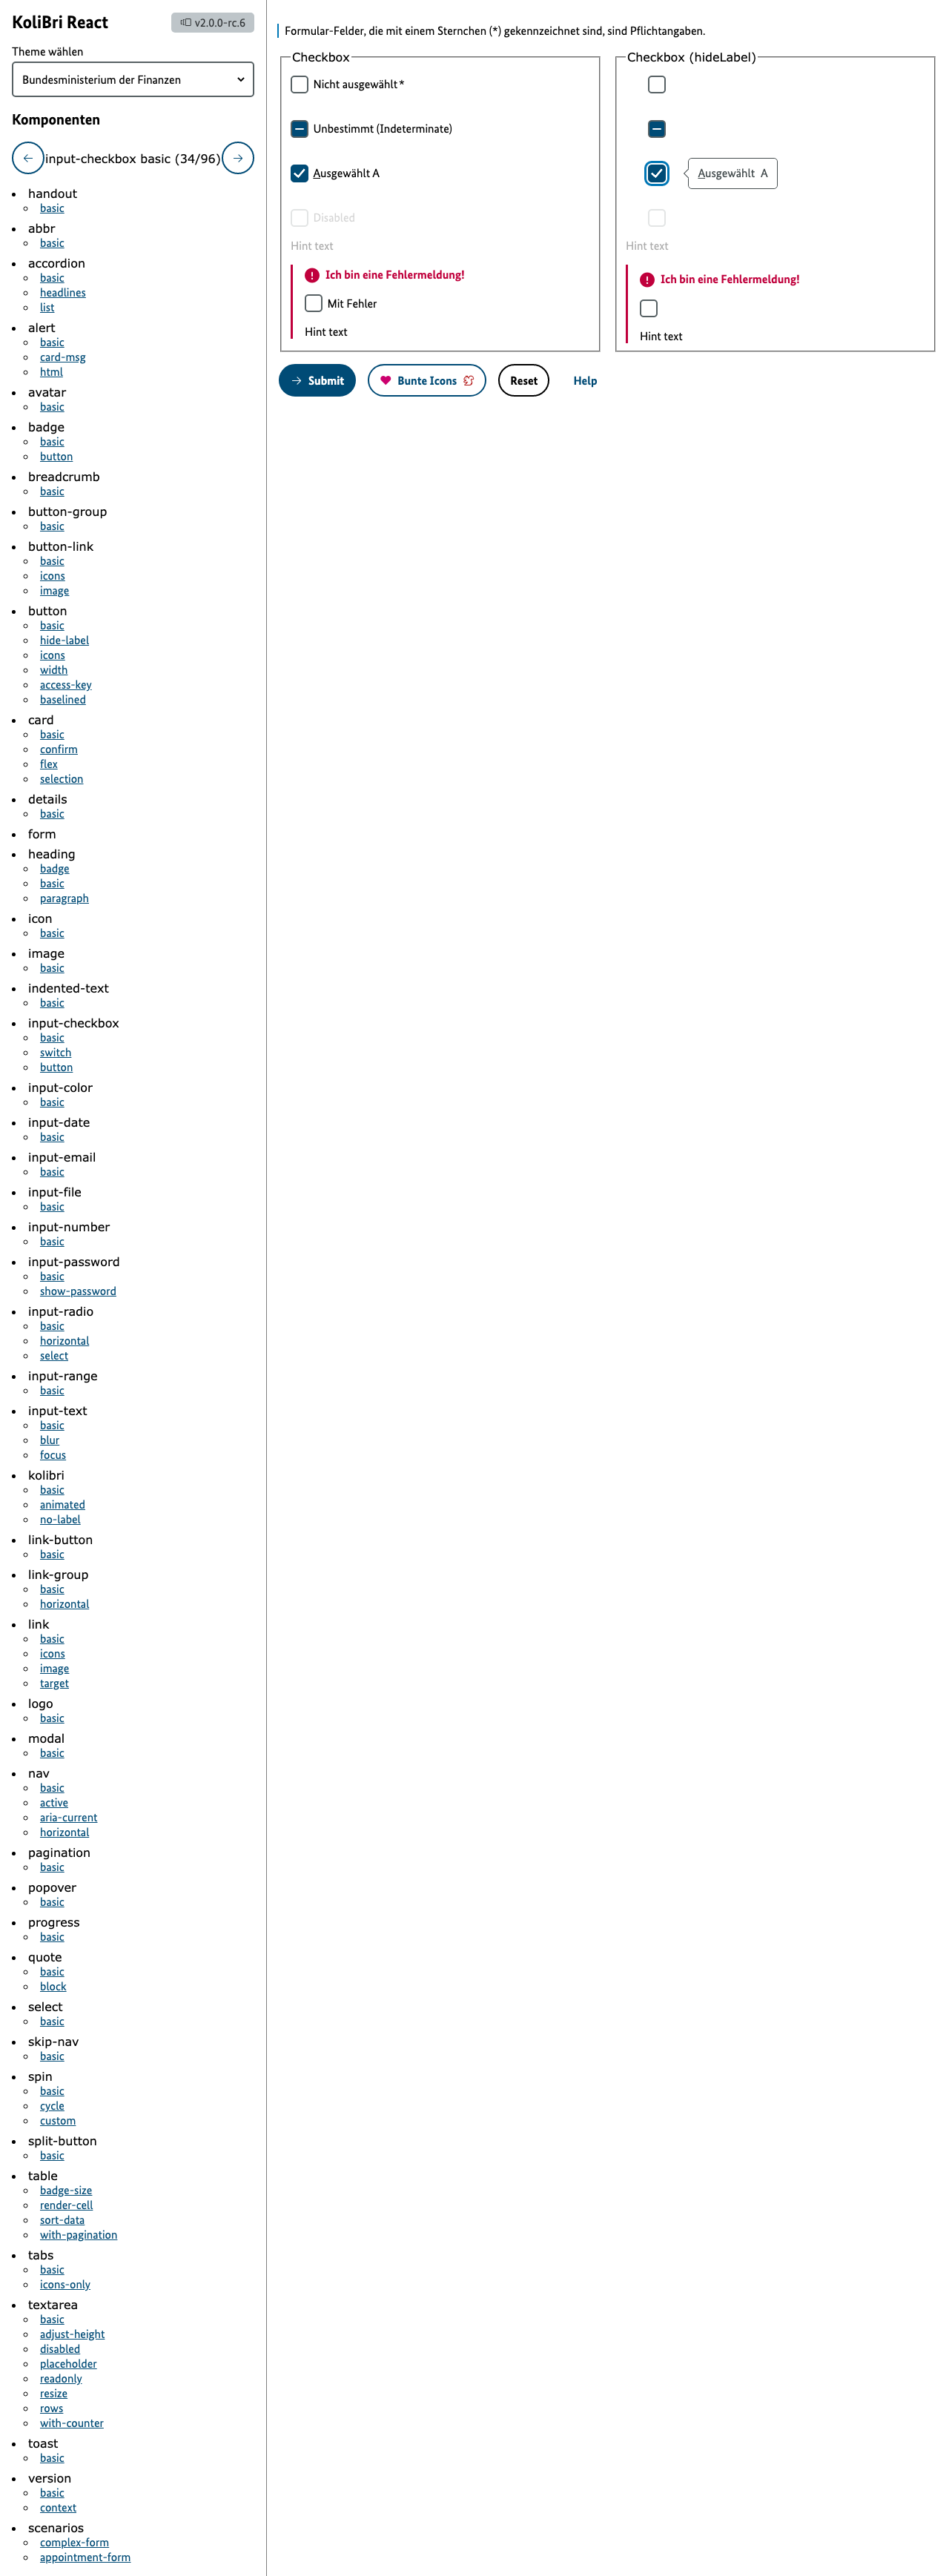 KoliBri React
v2.0.0-rc.6
Theme wählen
Bundesministerium der Finanzen
Komponenten
input-checkbox basic (34/96)
handout
basic
abbr
basic
accordion
basic
headlines
list
alert
basic
card-msg
html
avatar
basic
badge
basic
button
breadcrumb
basic
button-group
basic
button-link
basic
icons
image
button
basic
hide-label
icons
width
access-key
baselined
card
basic
confirm
flex
selection
details
basic
form
heading
badge
basic
paragraph
icon
basic
image
basic
indented-text
basic
input-checkbox
basic
switch
button
input-color
basic
input-date
basic
input-email
basic
input-file
basic
input-number
basic
input-password
basic
show-password
input-radio
basic
horizontal
select
input-range
basic
input-text
basic
blur
focus
kolibri
basic
animated
no-label
link-button
basic
link-group
basic
horizontal
link
basic
icons
image
target
logo
basic
modal
basic
nav
basic
active
aria-current
horizontal
pagination
basic
popover
basic
progress
basic
quote
basic
block
select
basic
skip-nav
basic
spin
basic
cycle
custom
split-button
basic
table
badge-size
render-cell
sort-data
with-pagination
tabs
basic
icons-only
textarea
basic
adjust-height
disabled
placeholder
readonly
resize
rows
with-counter
toast
basic
version
basic
context
scenarios
complex-form
appointment-form
Formular-Felder, die mit einem Sternchen (*) gekennzeichnet sind, sind Pflichtangaben.
Checkbox
Nicht ausgewählt *
Unbestimmt (Indeterminate)
Ausgewählt A
Disabled
Hint text
Ich bin eine Fehlermeldung!
Mit Fehler
Hint text
Checkbox (hideLabel)
Ausgewählt A
Hint text
Ich bin eine Fehlermeldung!
Hint text
Submit
Bunte Icons
Reset
Help